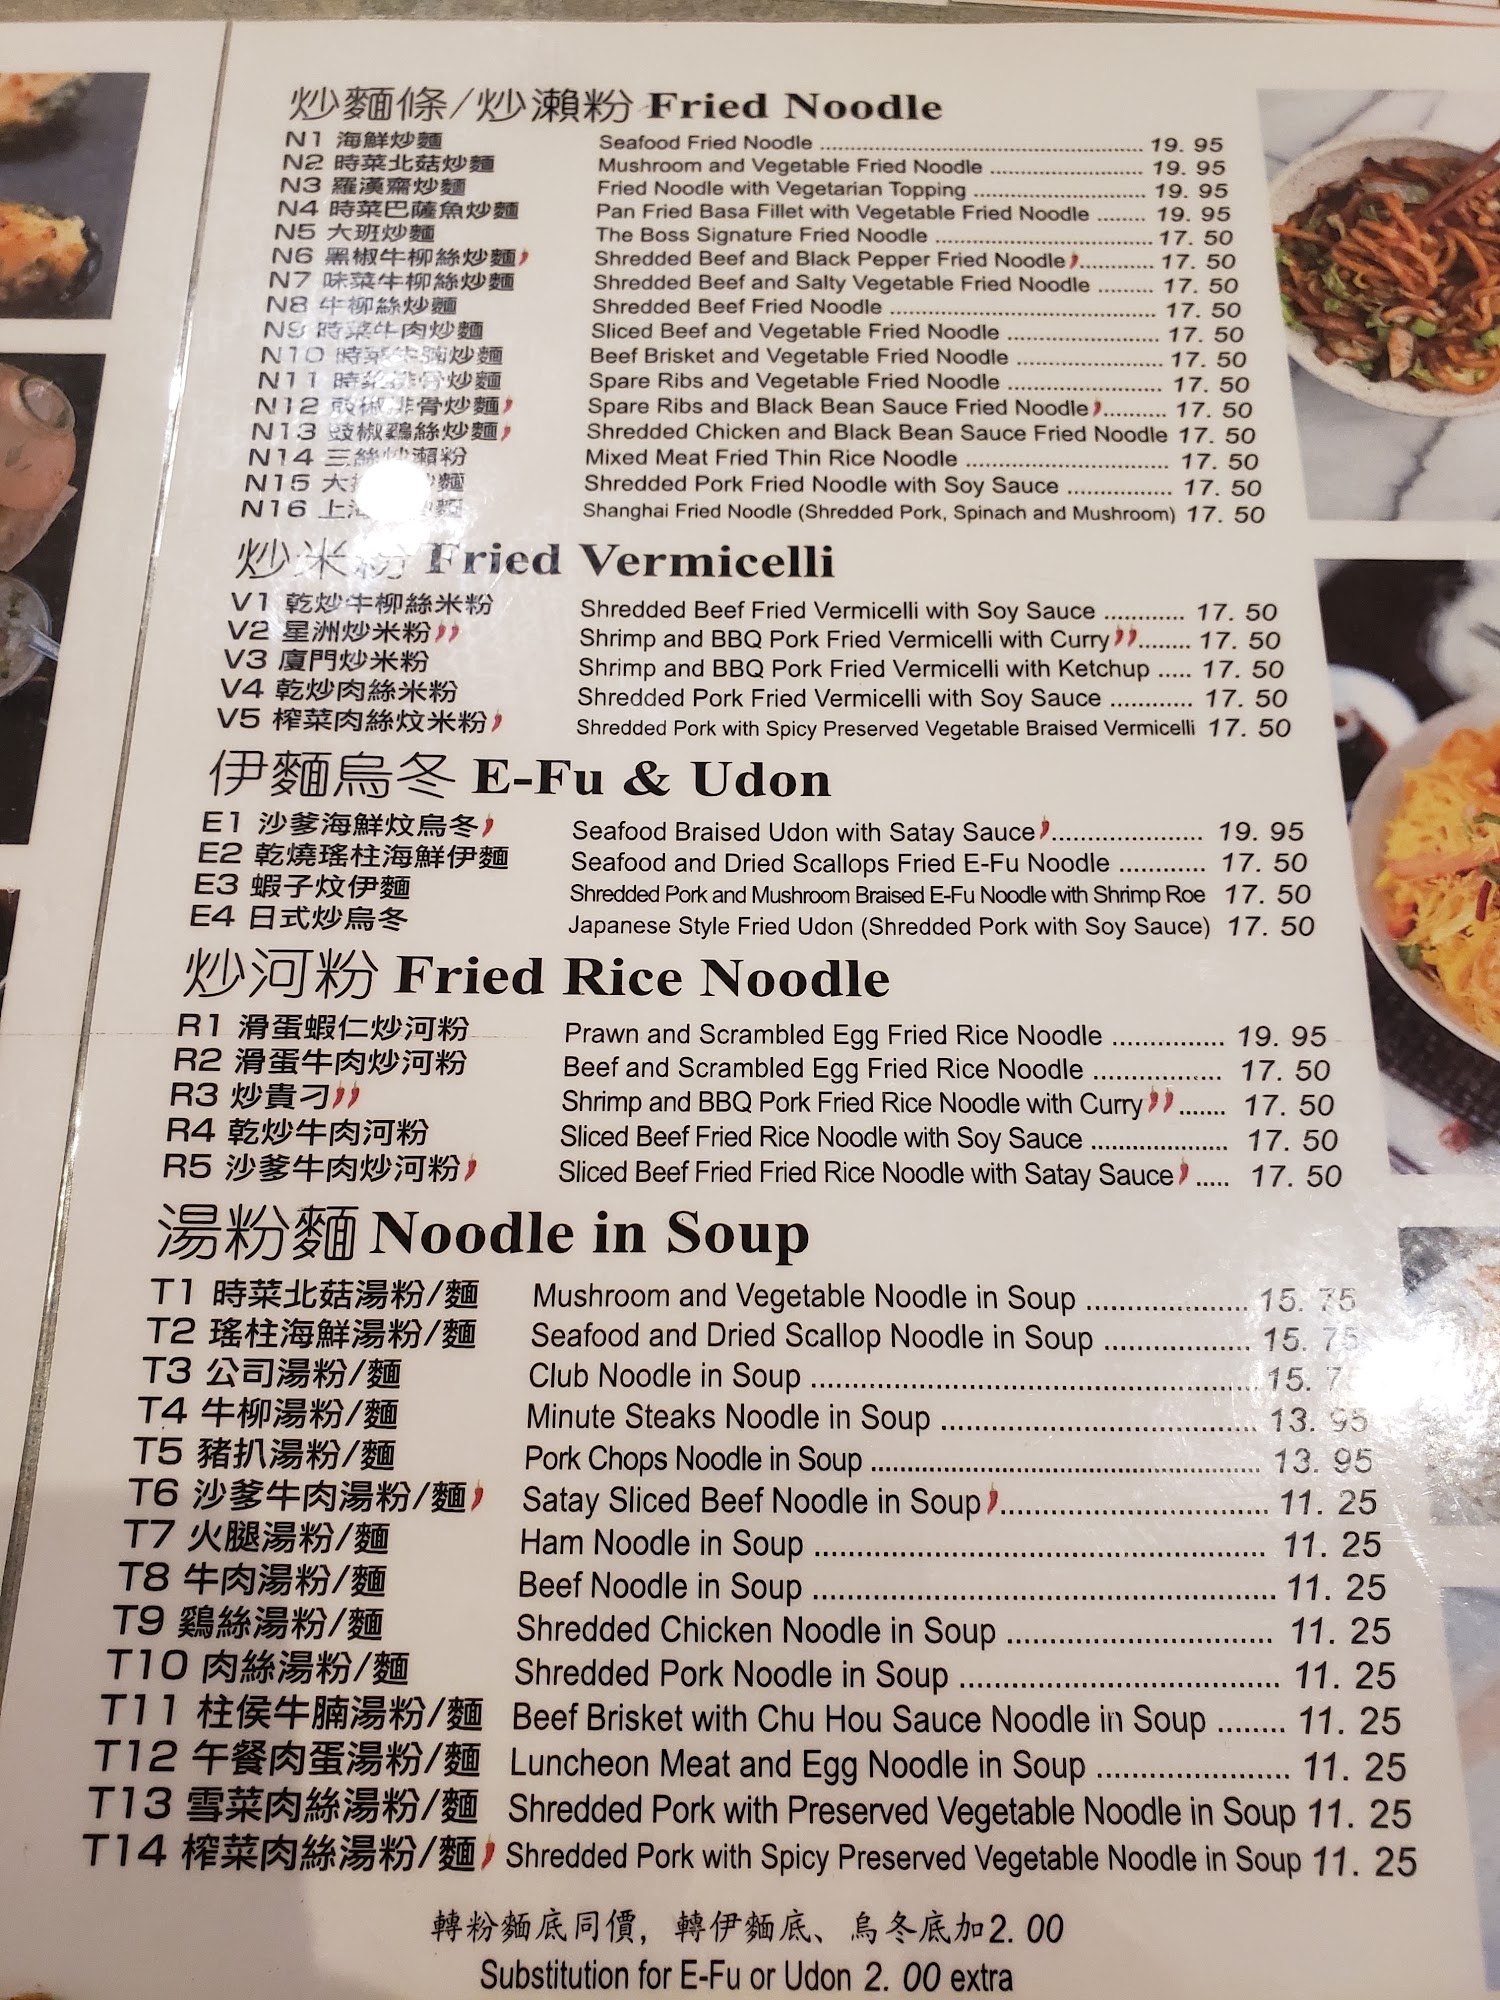 炒麵條/炒瀨粉 Fried Noodle
N1 海鮮炒麵 Seafood Fried Noodle ........ 19.95
N2 時菜北菇炒麵 Mushroom and Vegetable Fried Noodle ........ 19.95
N3 羅漢齋炒麵 Fried Noodle with Vegetarian Topping ........ 19.95
N4 時菜巴薩魚炒麵 Pan Fried Basa Fillet with Vegetable Fried Noodle ........ 19.95
N5 大班炒麵 The Boss Signature Fried Noodle ........ 17.50
N6 黑椒牛柳絲炒麵 Shredded Beef and Black Pepper Fried Noodle ........ 17.50
N7 味菜牛柳絲炒麵 Shredded Beef and Salty Vegetable Fried Noodle ........ 17.50
N8 牛柳絲炒麵 Shredded Beef Fried Noodle ........ 17.50
N9 時菜牛肉炒麵 Sliced Beef and Vegetable Fried Noodle ........ 17.50
N10 時菜牛腩炒麵 Beef Brisket and Vegetable Fried Noodle ........ 17.50
N11 時菜排骨炒麵 Spare Ribs and Vegetable Fried Noodle ........ 17.50
N12 豉椒排骨炒麵 Spare Ribs and Black Bean Sauce Fried Noodle ........ 17.50
N13 豉椒鷄絲炒麵 Shredded Chicken and Black Bean Sauce Fried Noodle 17.50
N14 三絲炒瀨粉 Mixed Meat Fried Thin Rice Noodle ........ 17.50
N15 大 麵 Shredded Pork Fried Noodle with Soy Sauce ........ 17.50
N16 上海 炒麵 Shanghai Fried Noodle (Shredded Pork, Spinach and Mushroom) 17.50
炒米粉 Fried Vermicelli
V1 乾炒牛柳絲米粉 Shredded Beef Fried Vermicelli with Soy Sauce ........ 17.50
V2 星洲炒米粉 Shrimp and BBQ Pork Fried Vermicelli with Curry ........ 17.50
V3 廈門炒米粉 Shrimp and BBQ Pork Fried Vermicelli with Ketchup ..... 17.50
V4 乾炒肉絲米粉 Shredded Pork Fried Vermicelli with Soy Sauce ........ 17.50
V5 榨菜肉絲炆米粉 Shredded Pork with Spicy Preserved Vegetable Braised Vermicelli 17.50
伊麵烏冬 E-Fu & Udon
E1 沙爹海鮮炆烏冬 Seafood Braised Udon with Satay Sauce ........ 19.95
E2 乾燒瑤柱海鮮伊麵 Seafood and Dried Scallops Fried E-Fu Noodle ........ 17.50
E3 蝦子炆伊麵 Shredded Pork and Mushroom Braised E-Fu Noodle with Shrimp Roe 17.50
E4 日式炒烏冬 Japanese Style Fried Udon (Shredded Pork with Soy Sauce) 17.50
炒河粉 Fried Rice Noodle
R1 滑蛋蝦仁炒河粉 Prawn and Scrambled Egg Fried Rice Noodle ........ 19.95
R2 滑蛋牛肉炒河粉 Beef and Scrambled Egg Fried Rice Noodle ........ 17.50
R3 炒貴刁 Shrimp and BBQ Pork Fried Rice Noodle with Curry ....... 17.50
R4 乾炒牛肉河粉 Sliced Beef Fried Rice Noodle with Soy Sauce ........ 17.50
R5 沙爹牛肉炒河粉 Sliced Beef Fried Fried Rice Noodle with Satay Sauce ..... 17.50
湯粉麵 Noodle in Soup
T1 時菜北菇湯粉/麵 Mushroom and Vegetable Noodle in Soup ........ 15.75
T2 瑤柱海鮮湯粉/麵 Seafood and Dried Scallop Noodle in Soup ........ 15.75
T3 公司湯粉/麵 Club Noodle in Soup ........ 15.7
T4 牛柳湯粉/麵 Minute Steaks Noodle in Soup ........ 13.95
T5 豬扒湯粉/麵 Pork Chops Noodle in Soup ........ 13.95
T6 沙爹牛肉湯粉/麵 Satay Sliced Beef Noodle in Soup ........ 11.25
T7 火腿湯粉/麵 Ham Noodle in Soup ........ 11.25
T8 牛肉湯粉/麵 Beef Noodle in Soup ........ 11.25
T9 鷄絲湯粉/麵 Shredded Chicken Noodle in Soup ........ 11.25
T10 肉絲湯粉/麵 Shredded Pork Noodle in Soup ........ 11.25
T11 柱侯牛腩湯粉/麵 Beef Brisket with Chu Hou Sauce Noodle in Soup ........ 11.25
T12 午餐肉蛋湯粉/麵 Luncheon Meat and Egg Noodle in Soup ........ 11.25
T13 雪菜肉絲湯粉/麵 Shredded Pork with Preserved Vegetable Noodle in Soup 11.25
T14 榨菜肉絲湯粉/麵 Shredded Pork with Spicy Preserved Vegetable Noodle in Soup 11.25
轉粉麵底同價，轉伊麵底、烏冬底加2.00
Substitution for E-Fu or Udon 2.00 extra